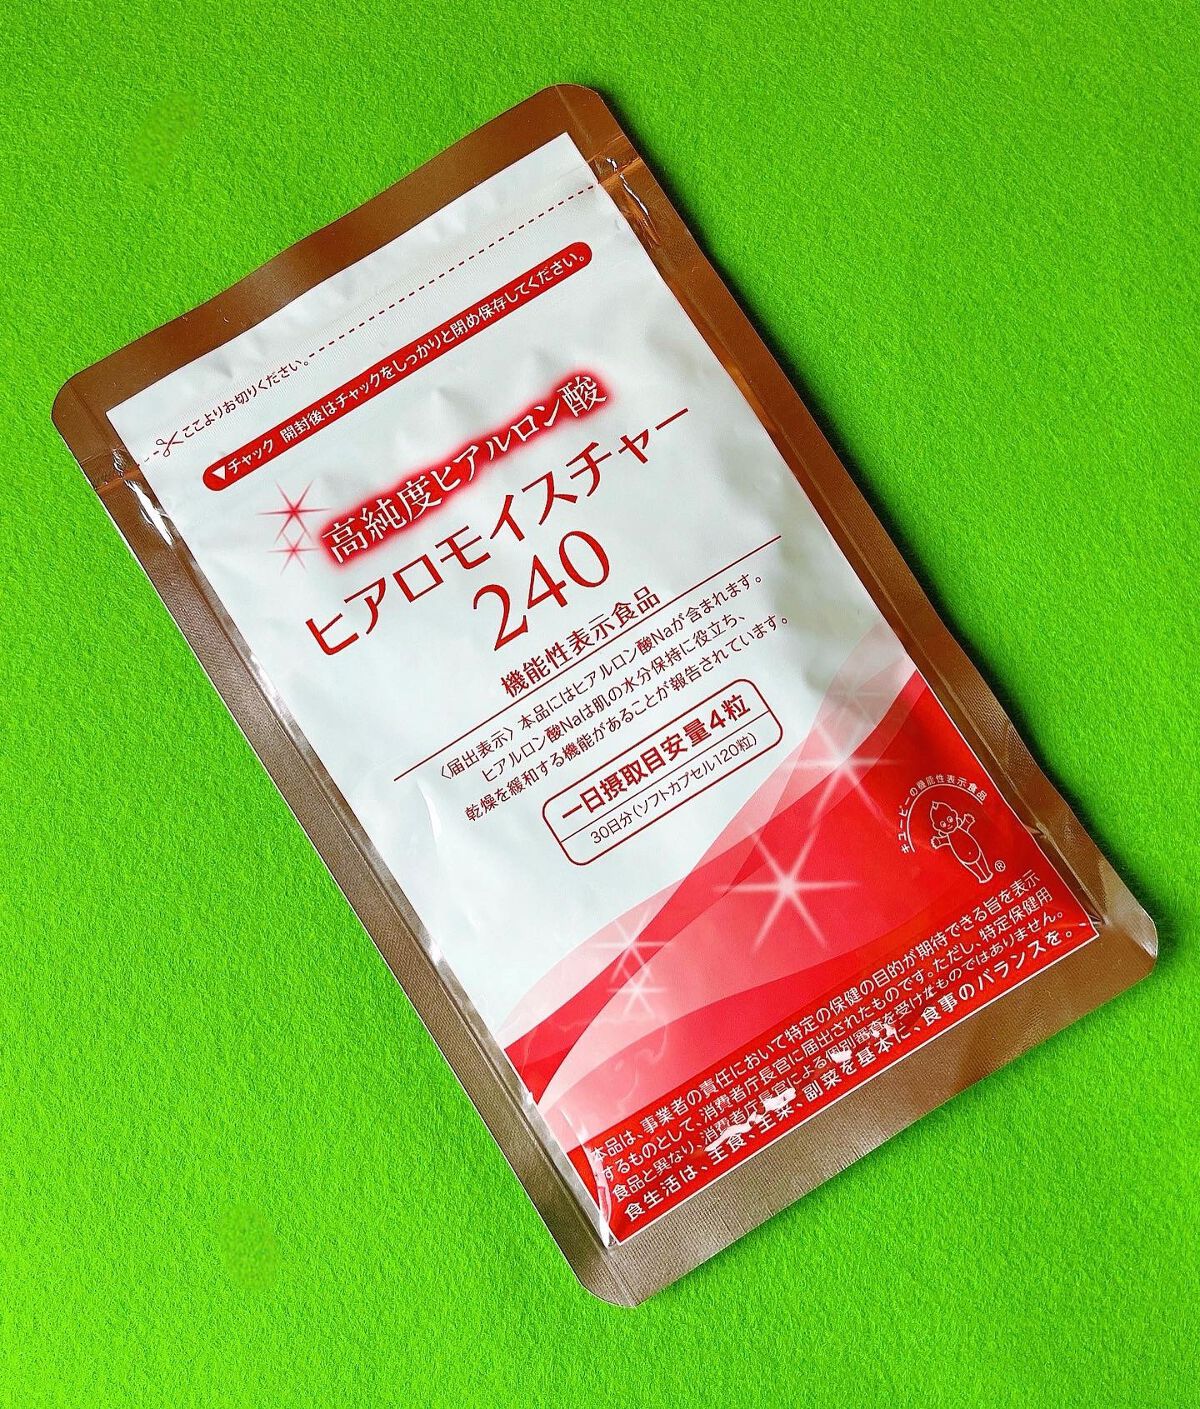 ここよりお切りください。
▼チャック 開封後はチャックをしっかりと閉め保存してください。
高純度ヒアルロン酸
ヒアロモイスチャー
240
機能性表示食品
〈届出表示〉本品にはヒアルロン酸Naが含まれます。
ヒアルロン酸Naは肌の水分保持に役立ち、
乾燥を緩和する機能があることが報告されています。
一日摂取目安量4粒
30日分(ソフトカプセル120粒)
キユーピーの機能性表示食品
®
本品は、事業者の責任において特定の保健の目的が期待できる旨を表示
するものとして、消費者庁長官に届出されたものです。ただし、特定保健用
食品と異なり、消費者庁長官による個別審査を受けたものではありません。
食生活は、主食、主菜、副菜を基本に、食事のバランスを。